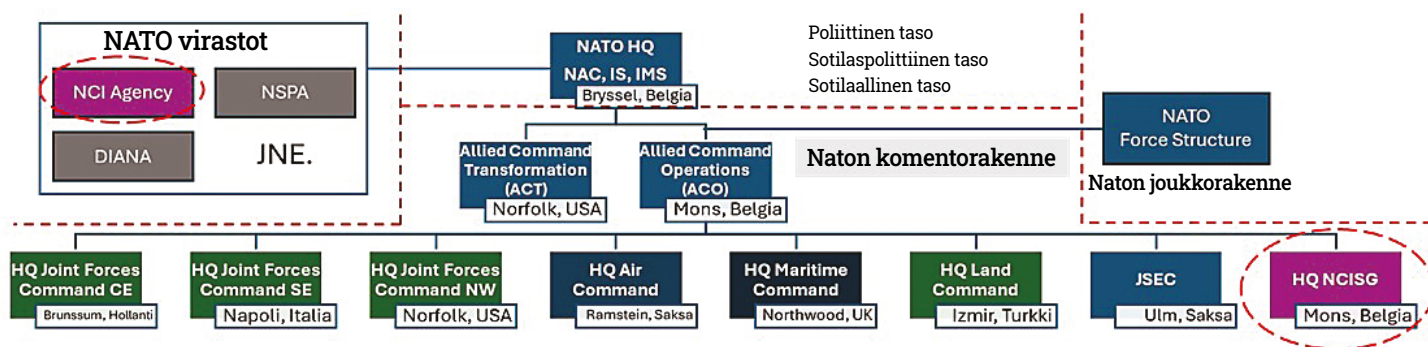 NATO virastot
NCI Agency
NSPA
DIANA
JNE.
NATO HQ
NAC, IS, IMS
Bryssel, Belgia
Poliittinen taso
Sotilaspoliittiinen taso
Sotilaallinen taso
Allied Command
Transformation
(ACT)
Norfolk, USA
Allied Command
Operations
(ACO)
Mons, Belgia
Naton komentorakenne
NATO
Force Structure
Naton joukkorakenne
HQ Joint Forces
Command CE
Brunssum, Hollanti
HQ Joint Forces
Command SE
Napoli, Italia
HQ Joint Forces
Command NW
Norfolk, USA
HQ Air
Command
Ramstein, Saksa
HQ Maritime
Command
Northwood, UK
HQ Land
Command
Izmir, Turkki
JSEC
Ulm, Saksa
HQ NCISG
Mons, Belgia